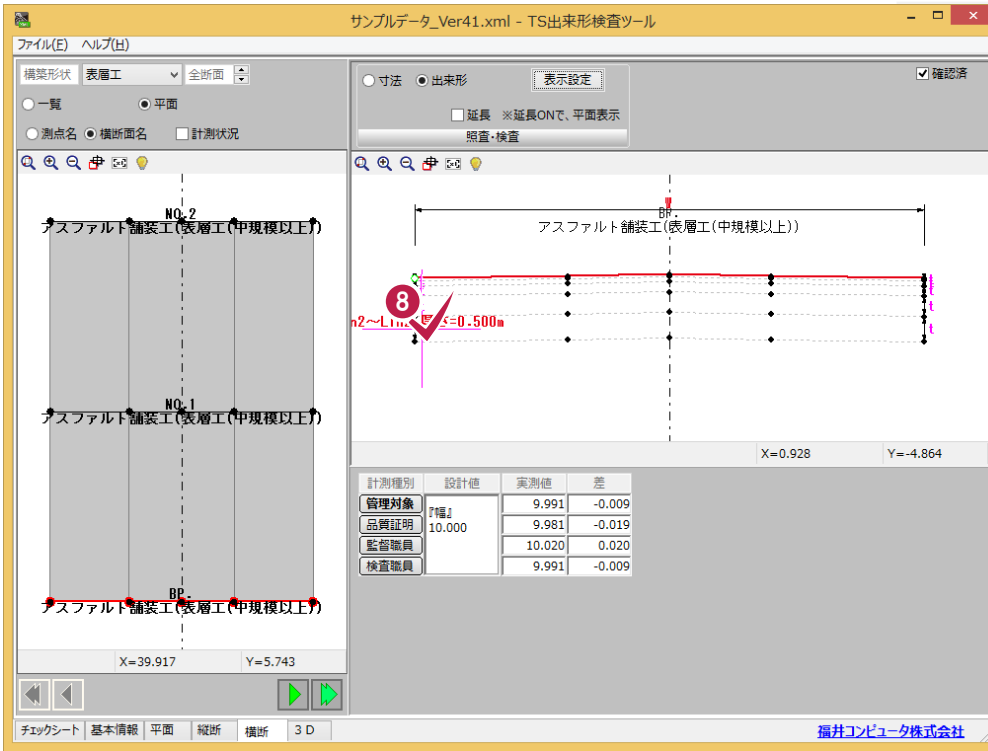 サンプルデータ_Ver41.xml - TS出来形検査ツール
ファイル(F) ヘルプ(H)
構築形状 表層工 全断面
一覧 平面
測点名 横断面名 計測状況
寸法 出来形 表示設定
延長 ※延長ONで、平面表示
照査・検査
確認済
NO.2
アスファルト舗装工(表層工(中規模以上))
NO.1
アスファルト舗装工(表層工(中規模以上))
BP.
アスファルト舗装工(表層工(中規模以上))
X=39.917 Y=5.743
BP.
アスファルト舗装工(表層工(中規模以上))
8
=0.500m
t
t
t
X=0.928 Y=-4.864
計測種別 設計値 実測値 差
管理対象 『幅』 10.000 9.991 -0.009
品質証明 9.981 -0.019
監督職員 10.020 0.020
検査職員 9.991 -0.009
チェックシート 基本情報 平面 縦断 横断 3D
福井コンピュータ株式会社